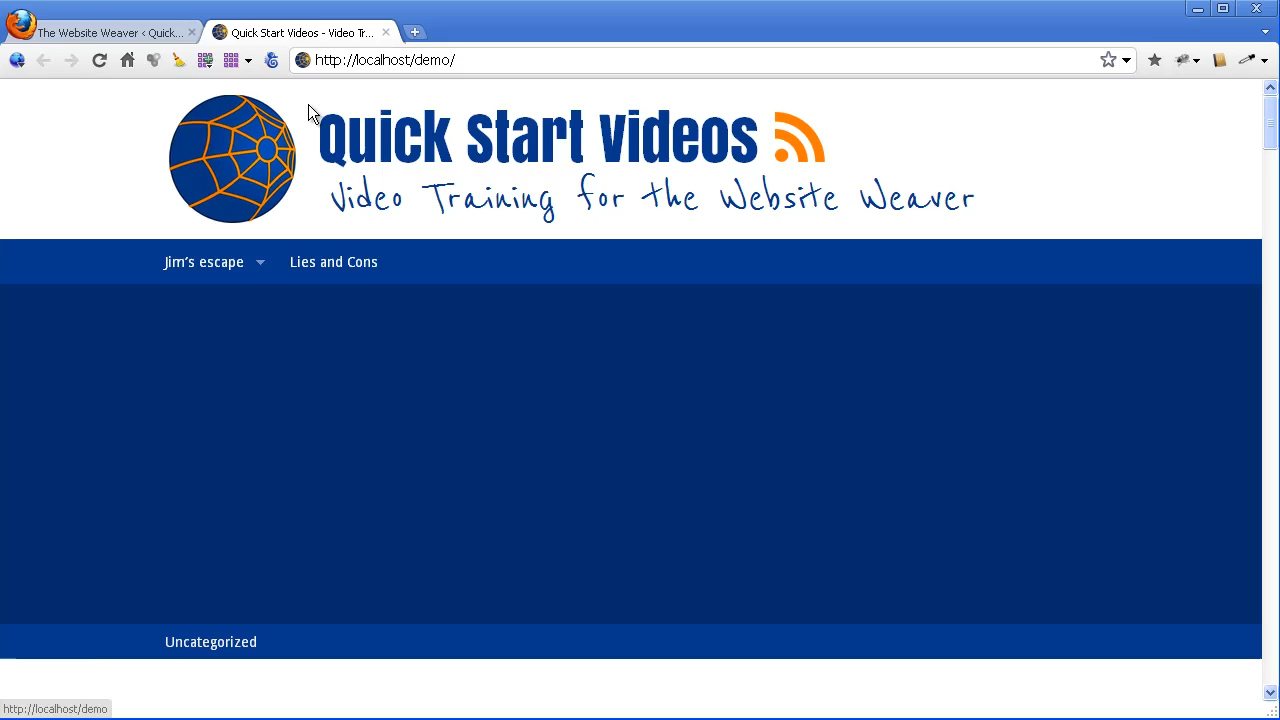 The Website Weaver ‹ Quick...
Quick Start Videos - Video Tr...
http://localhost/demo/
Quick Start Videos
Video Training for the Website Weaver
Jim's escape
Lies and Cons
Uncategorized
http://localhost/demo